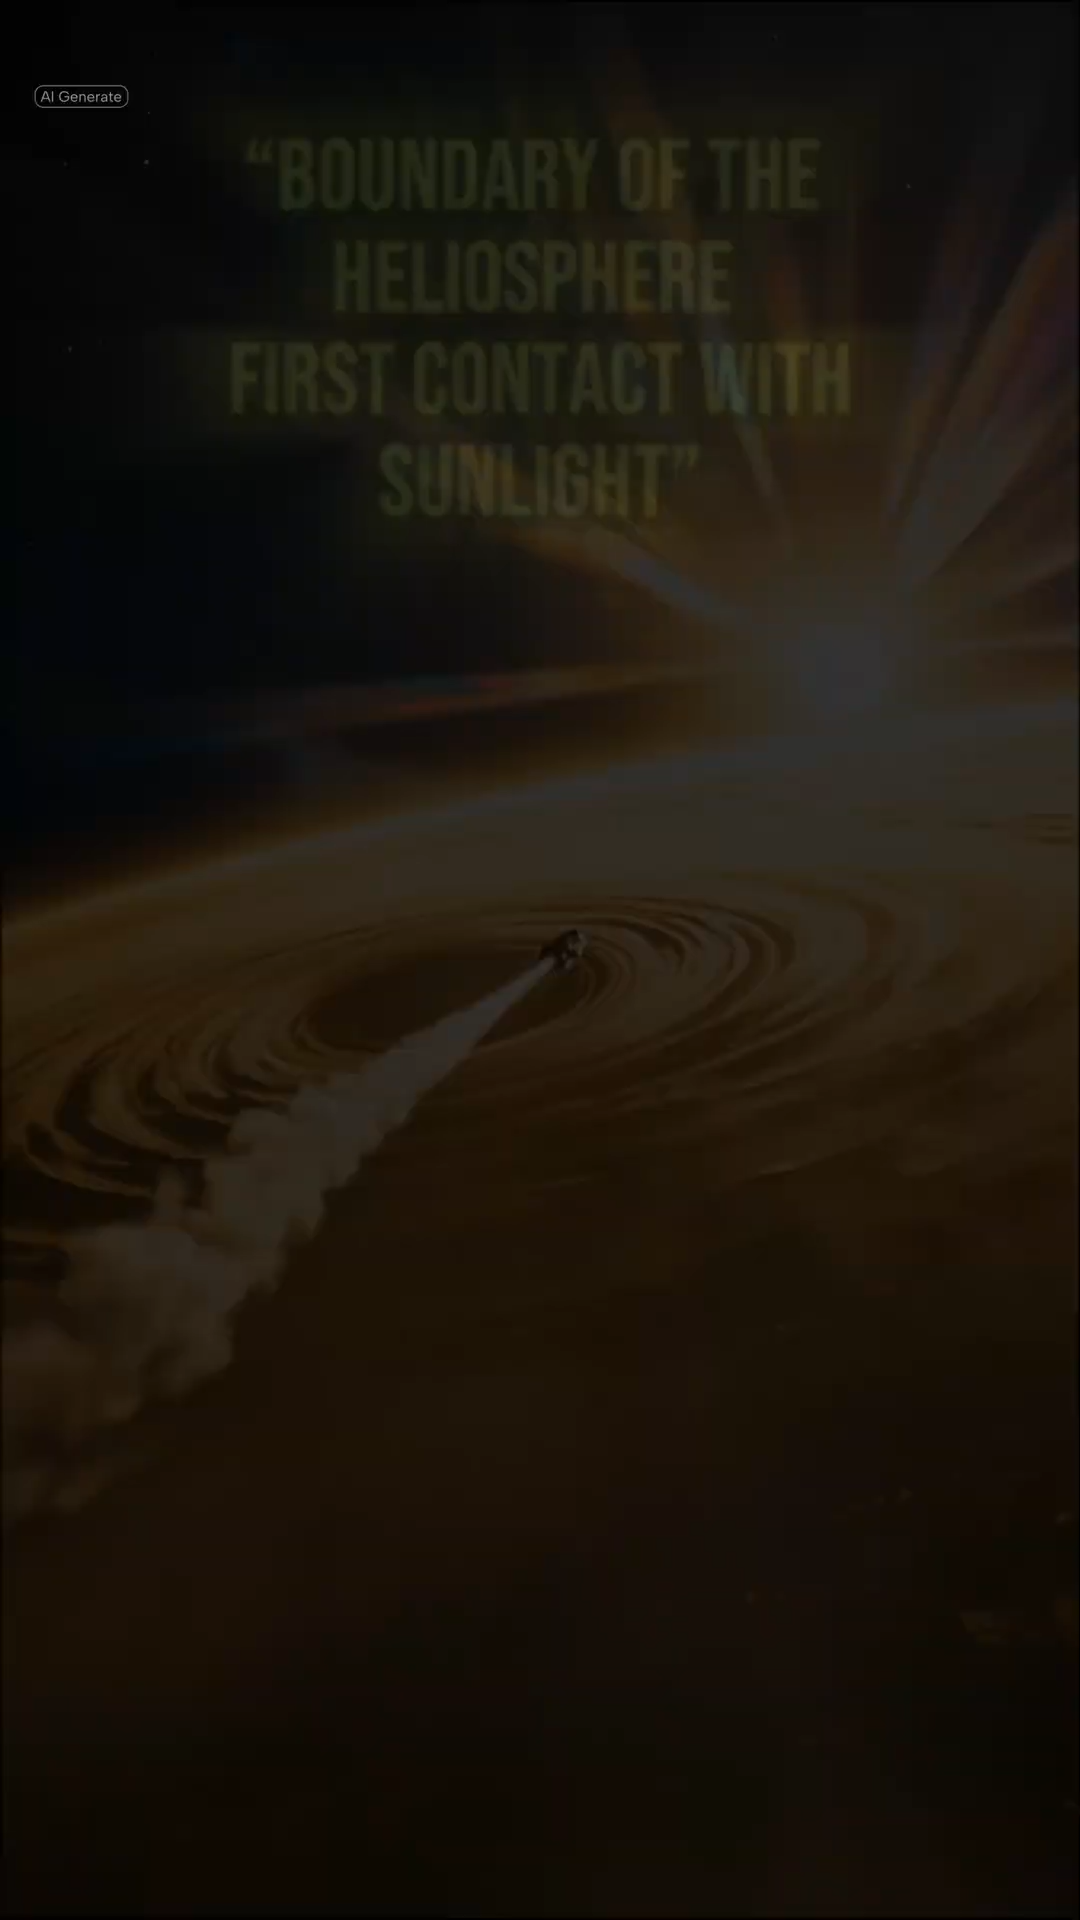 AI Generate
“BOUNDARY OF THE
HELIOSPHERE
FIRST CONTACT WITH
SUNLIGHT”